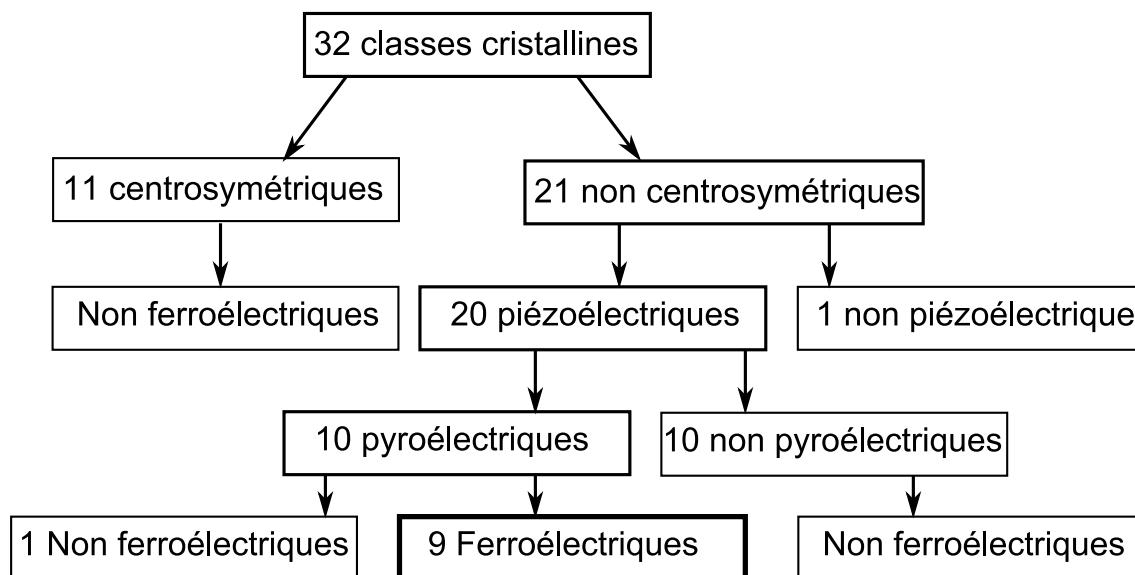 32 classes cristallines
11 centrosymétriques
21 non centrosymétriques
Non ferroélectriques
20 piézoélectriques
1 non piézoélectrique
10 pyroélectriques
10 non pyroélectriques
1 Non ferroélectriques
9 Ferroélectriques
Non ferroélectriques